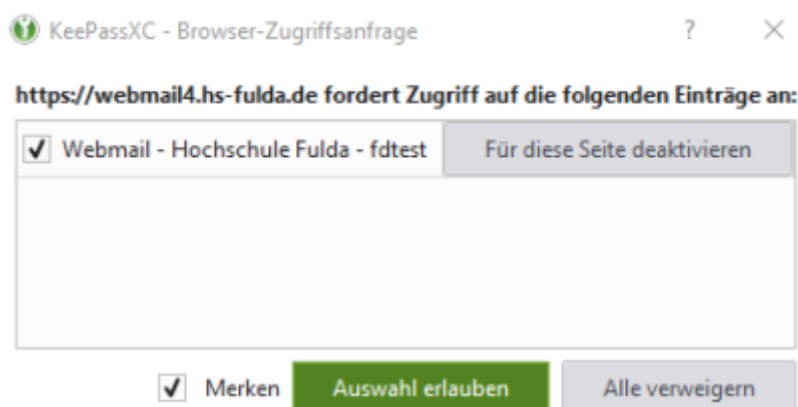 KeePassXC - Browser-Zugriffsanfrage ?
https://webmail4.hs-fulda.de fordert Zugriff auf die folgenden Einträge an:
Webmail - Hochschule Fulda - fdtest Für diese Seite deaktivieren
Merken Auswahl erlauben Alle verweigern